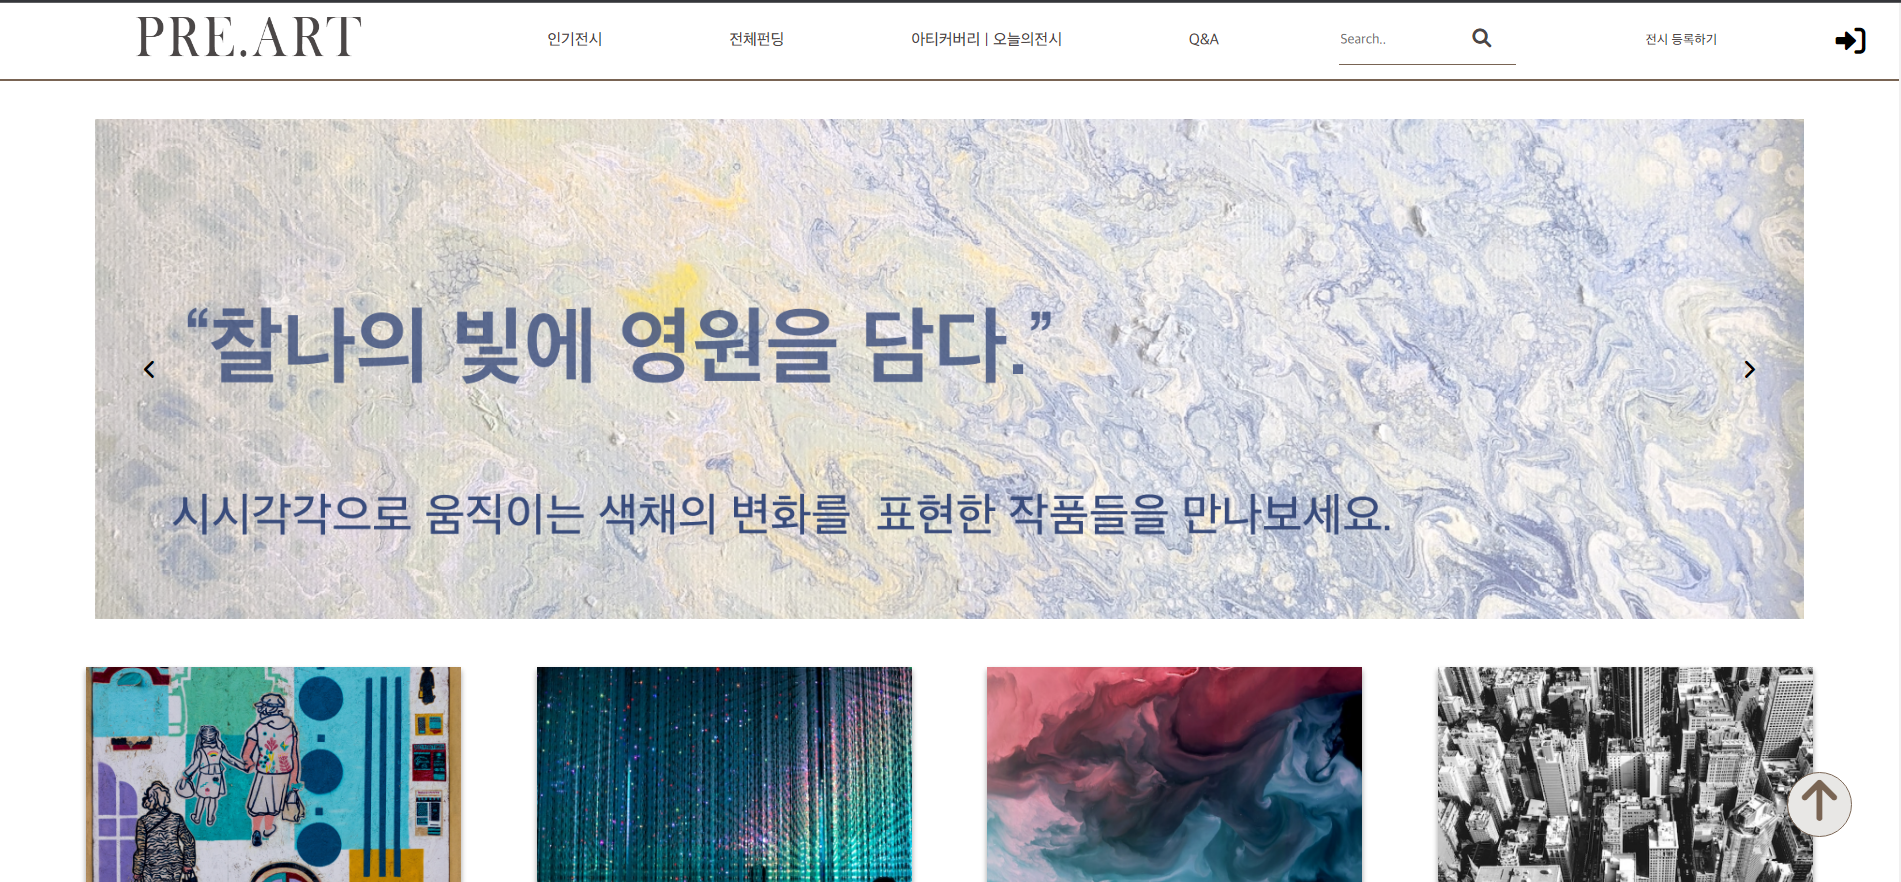 PRE.ART
인기전시
전체펀딩
아티커버리 | 오늘의전시
Q&A
Search..
전시 등록하기
“찰나의 빛에 영원을 담다.”
시시각각으로 움직이는 색채의 변화를 표현한 작품들을 만나보세요.